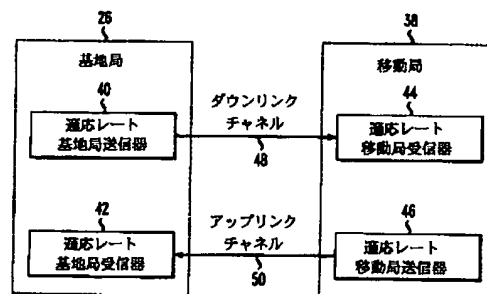 26
基地局
40
適応レート
基地局送信器
42
適応レート
基地局受信器
ダウンリンク
チャネル
48
アップリンク
チャネル
50
38
移動局
44
適応レート
移動局受信器
46
適応レート
移動局送信器